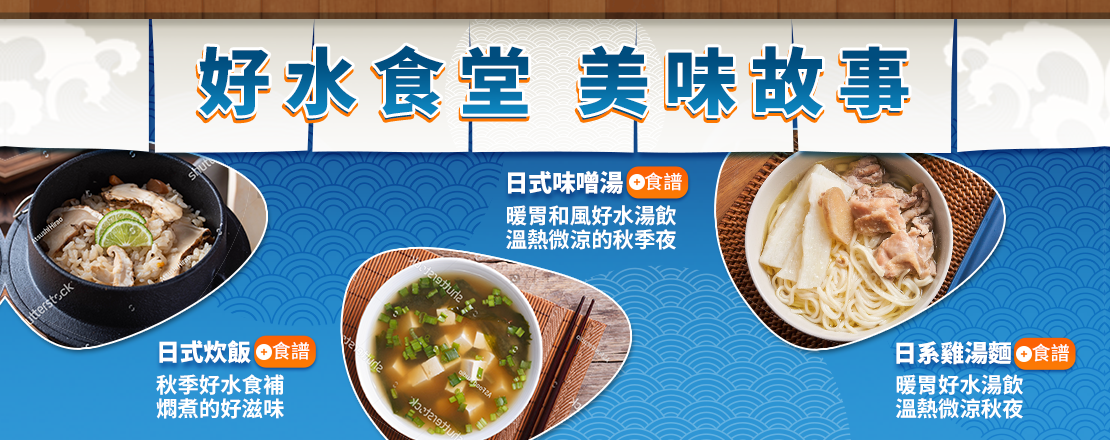 好水食堂 美味故事
日式味噌湯 +食譜
暖胃和風好水湯飲
溫熱微涼的秋季夜
日式炊飯 +食譜
秋季好水食補
燜煮的好滋味
日系雞湯麵 +食譜
暖胃好水湯飲
溫熱微涼秋夜
shutterstock
shutterstock